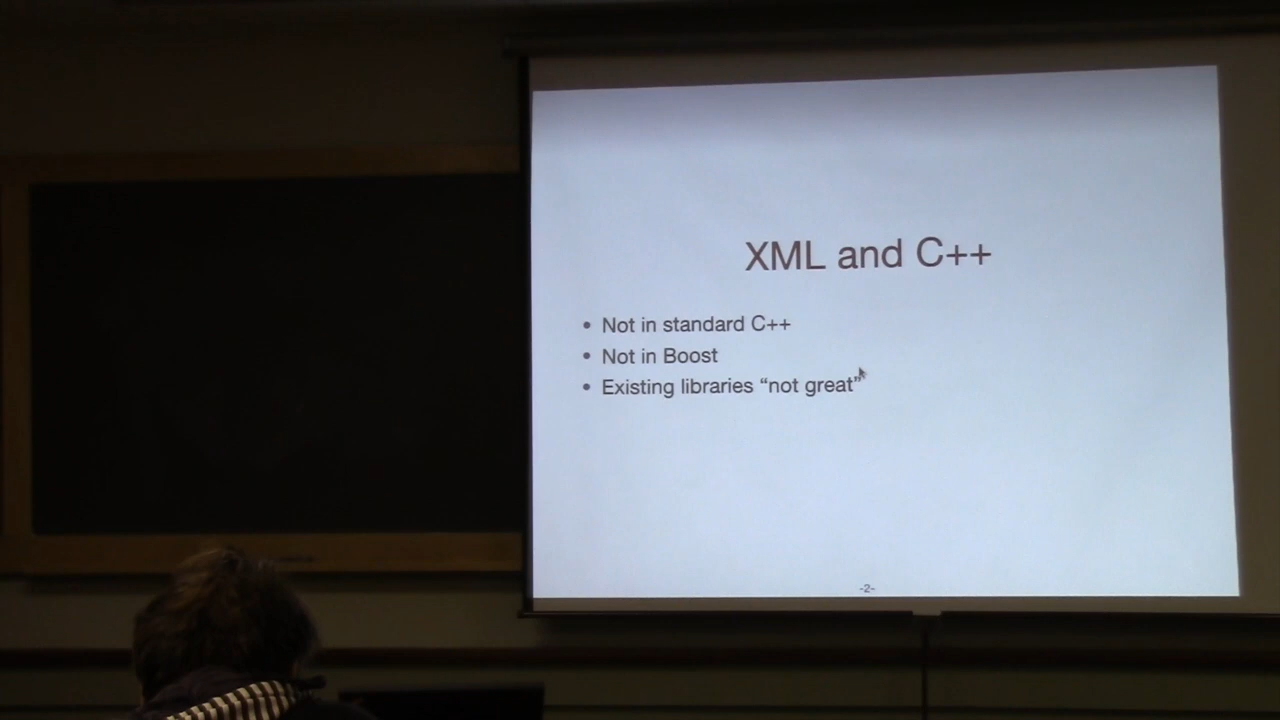 XML and C++
• Not in standard C++
• Not in Boost
• Existing libraries “not great”
-2-